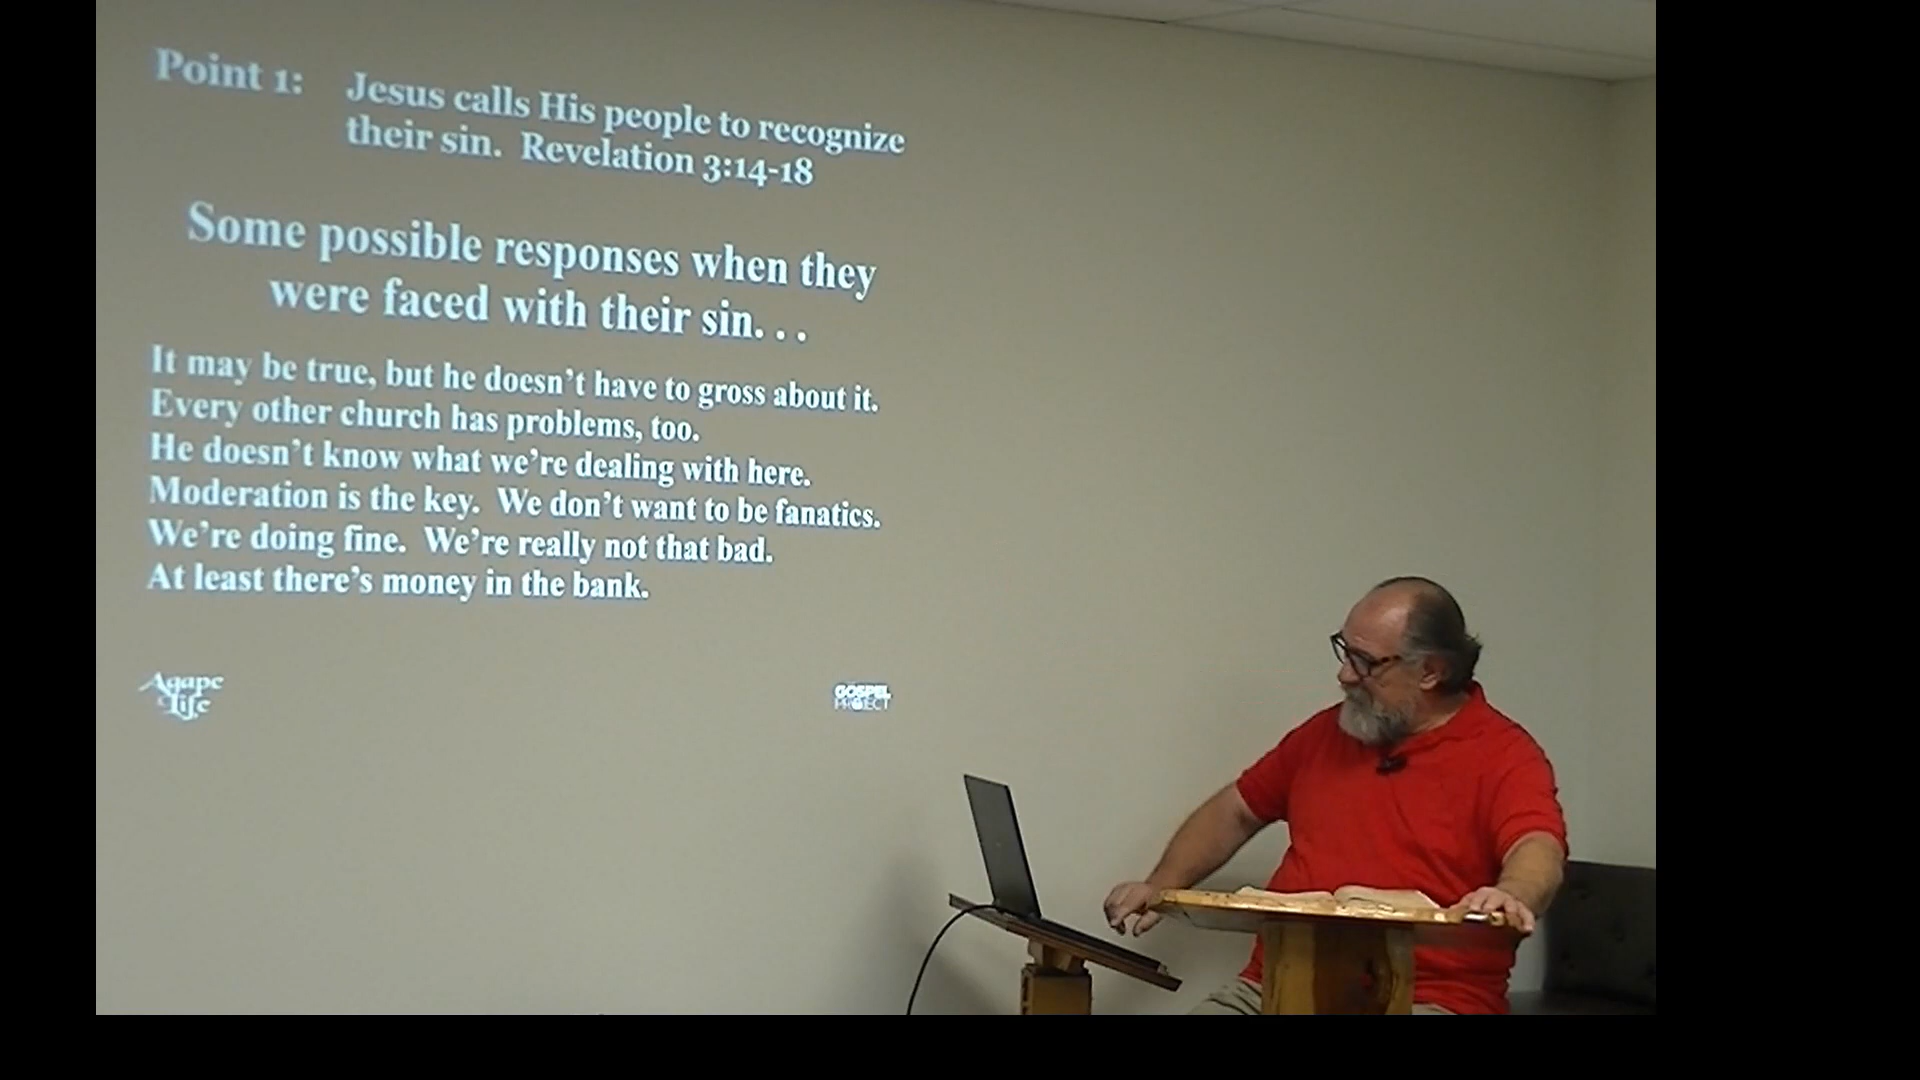 Point 1: Jesus calls His people to recognize
their sin. Revelation 3:14-18
Some possible responses when they
were faced with their sin. . .
It may be true, but he doesn't have to gross about it.
Every other church has problems, too.
He doesn't know what we're dealing with here.
Moderation is the key. We don't want to be fanatics.
We're doing fine. We're really not that bad.
At least there's money in the bank.
Agape
Life
GOSPEL
PROJECT